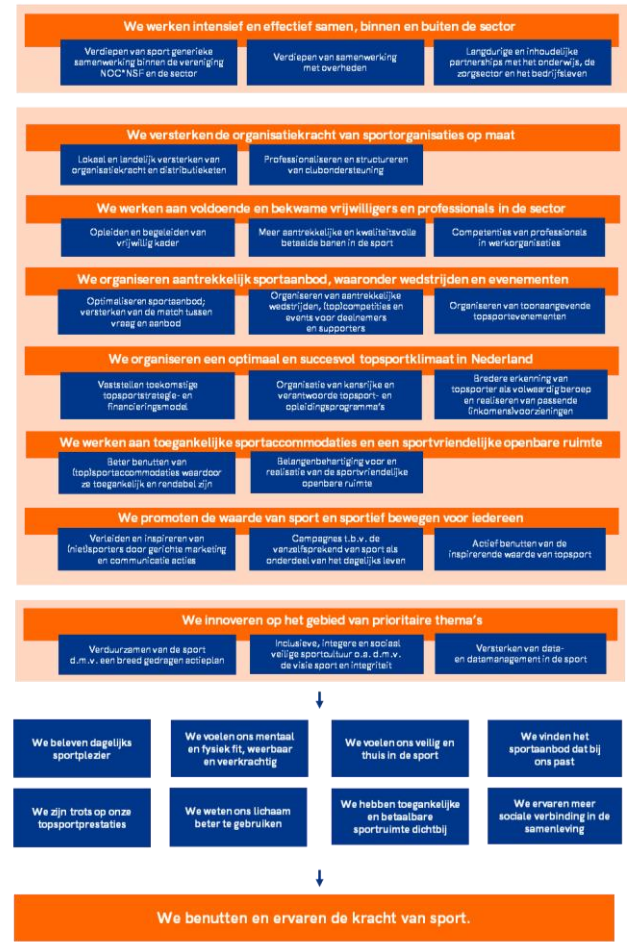 We werken intensief en effectief samen, binnen en buiten de sector
Verdiepen van sport generieke
samenwerking binnen de vereniging
NOC*NSF en de sector
Verdiepen van samenwerking
met overheden
Langdurige en inhoudelijke
partnerships met het onderwijs, de
zorgsector en het bedrijfsleven
We versterken de organisatiekracht van sportorganisaties op maat
Lokaal en landelijk versterken van
organisatiekracht en distributieketen
Professionaliseren en structureren
van clubondersteuning
We werken aan voldoende en bekwame vrijwilligers en professionals in de sector
Opleiden en begeleiden van
vrijwillig kader
Meer aantrekkelijke en kwaliteitsvolle
betaalde banen in de sport
Competenties van professionals
in werkorganisaties
We organiseren aantrekkelijk sportaanbod, waaronder wedstrijden en evenementen
Optimaliseren sportaanbod;
versterken van de match tussen
vraag en aanbod
Organiseren van aantrekkelijke
wedstrijden, (top)competities en
events voor deelnemers
en supporters
Organiseren van toonaangevende
topsportevenementen
We organiseren een optimaal en succesvol topsportklimaat in Nederland
Vaststellen toekomstige
topsportstrategie- en
financieringsmodel
Organisatie van kansrijke en
verantwoorde topsport- en
opleidingsprogramma's
Bredere erkenning van
topsporter als volwaardig beroep
en realiseren van passende
(inkomens)voorzieningen
We werken aan toegankelijke sportaccommodaties en een sportvriendelijke openbare ruimte
Beter benutten van
(top)sportaccommodaties waardoor
ze toegankelijk en rendabel zijn
Belangenbehartiging voor en
realisatie van de sportvriendelijke
openbare ruimte
We promoten de waarde van sport en sportief bewegen voor iedereen
Verleiden en inspireren van
(niet)sporters door gerichte marketing
en communicatie acties
Campagnes t.b.v. de
vanzelfsprekend van sport als
onderdeel van het dagelijks leven
Actief benutten van de
inspirerende waarde van topsport
We innoveren op het gebied van prioritaire thema's
Verduurzamen van de sport
d.m.v. een breed gedragen actieplan
Inclusieve, integere en sociaal
veilige sportcultuur o.a. d.m.v.
de visie sport en integriteit
Versterken van data-
en datamanagement in de sport
We beleven dagelijks
sportplezier
We voelen ons mentaal
en fysiek fit, weerbaar
en veerkrachtig
We voelen ons veilig en
thuis in de sport
We vinden het
sportaanbod dat bij
ons past
We zijn trots op onze
topsportprestaties
We weten ons lichaam
beter te gebruiken
We hebben toegankelijke
en betaalbare
sportruimte dichtbij
We ervaren meer
sociale verbinding in de
samenleving
We benutten en ervaren de kracht van sport.